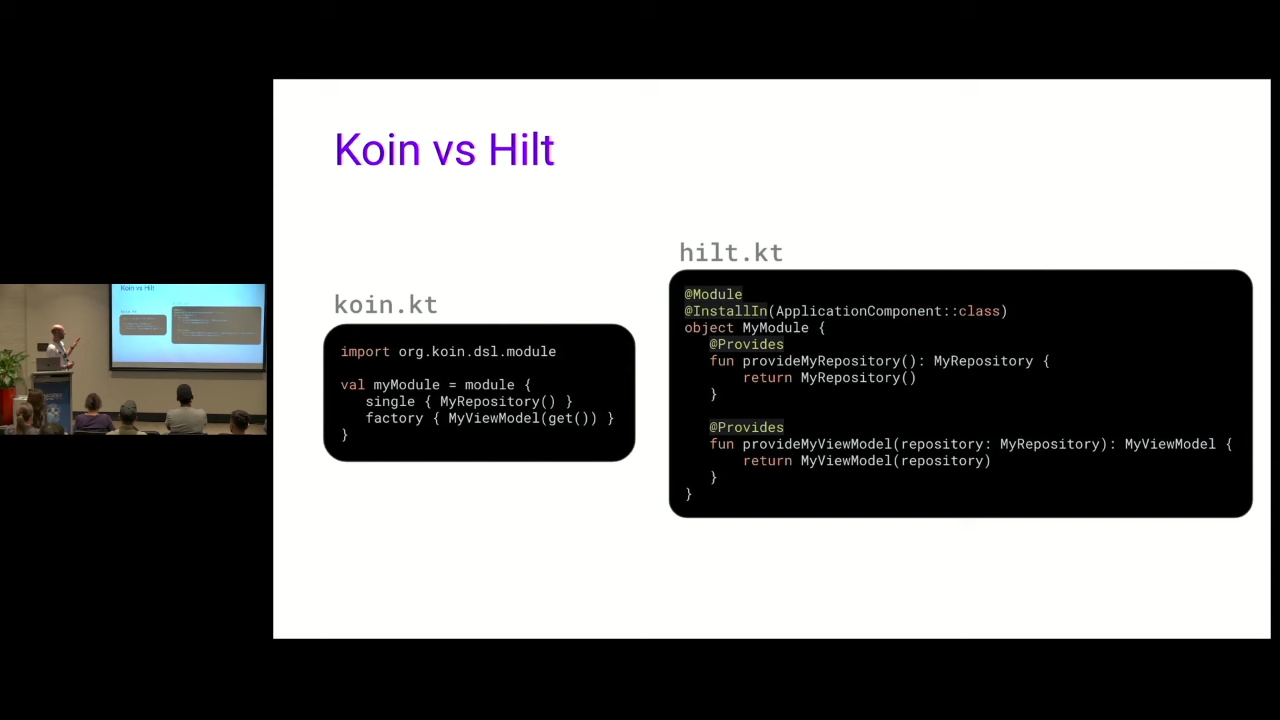 Koin vs Hilt
koin.kt
import org.koin.dsl.module
val myModule = module {
single { MyRepository() }
factory { MyViewModel(get()) }
}
hilt.kt
@Module
@InstallIn(ApplicationComponent::class)
object MyModule {
@Provides
fun provideMyRepository(): MyRepository {
return MyRepository()
}
@Provides
fun provideMyViewModel(repository: MyRepository): MyViewModel {
return MyViewModel(repository)
}
}
Koin vs Hilt